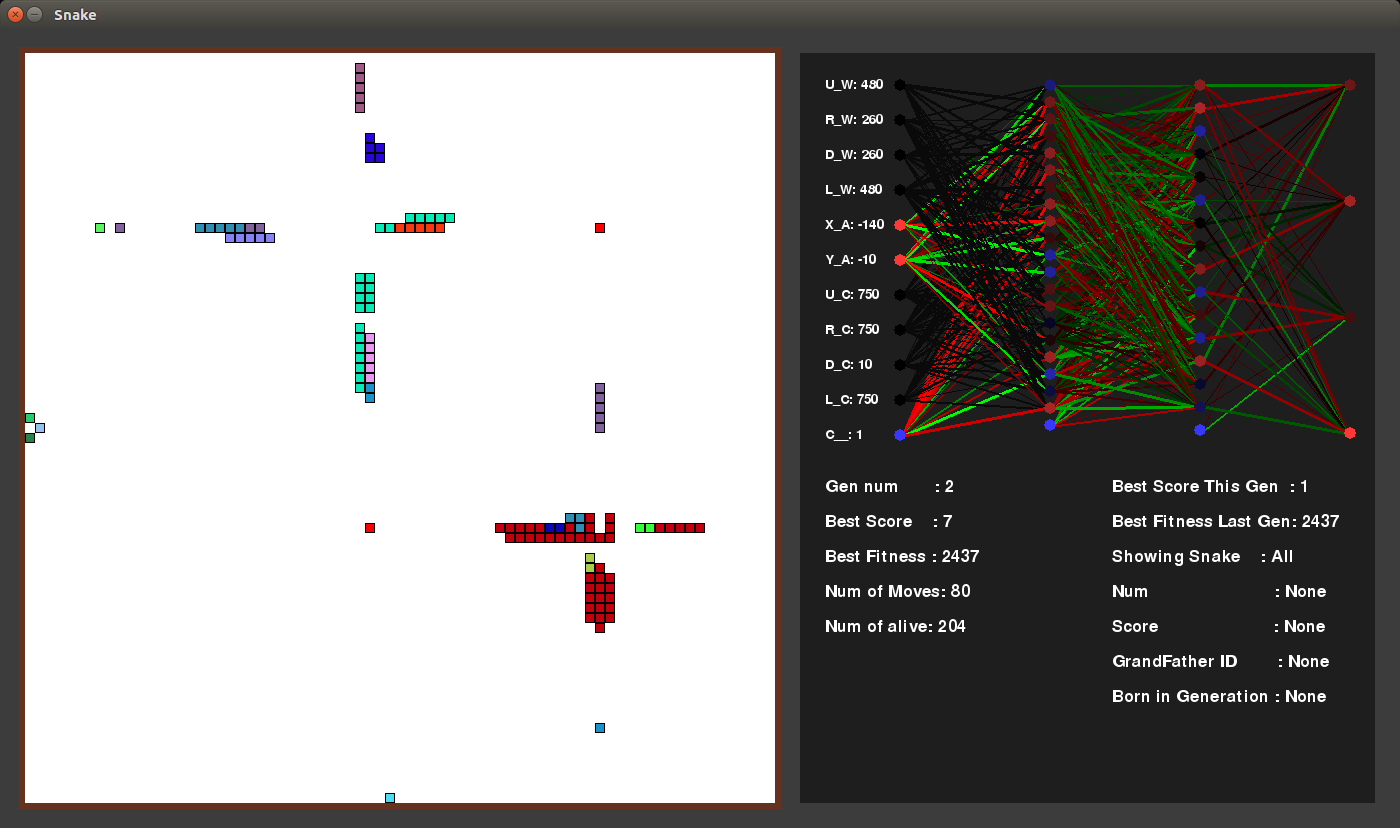 Snake
U_W: 480
R_W: 260
D_W: 260
L_W: 480
X_A: -140
Y_A: -10
U_C: 750
R_C: 750
D_C: 10
L_C: 750
C__: 1
Gen num : 2
Best Score : 7
Best Fitness : 2437
Num of Moves: 80
Num of alive: 204
Best Score This Gen : 1
Best Fitness Last Gen: 2437
Showing Snake : All
Num : None
Score : None
GrandFather ID : None
Born in Generation : None